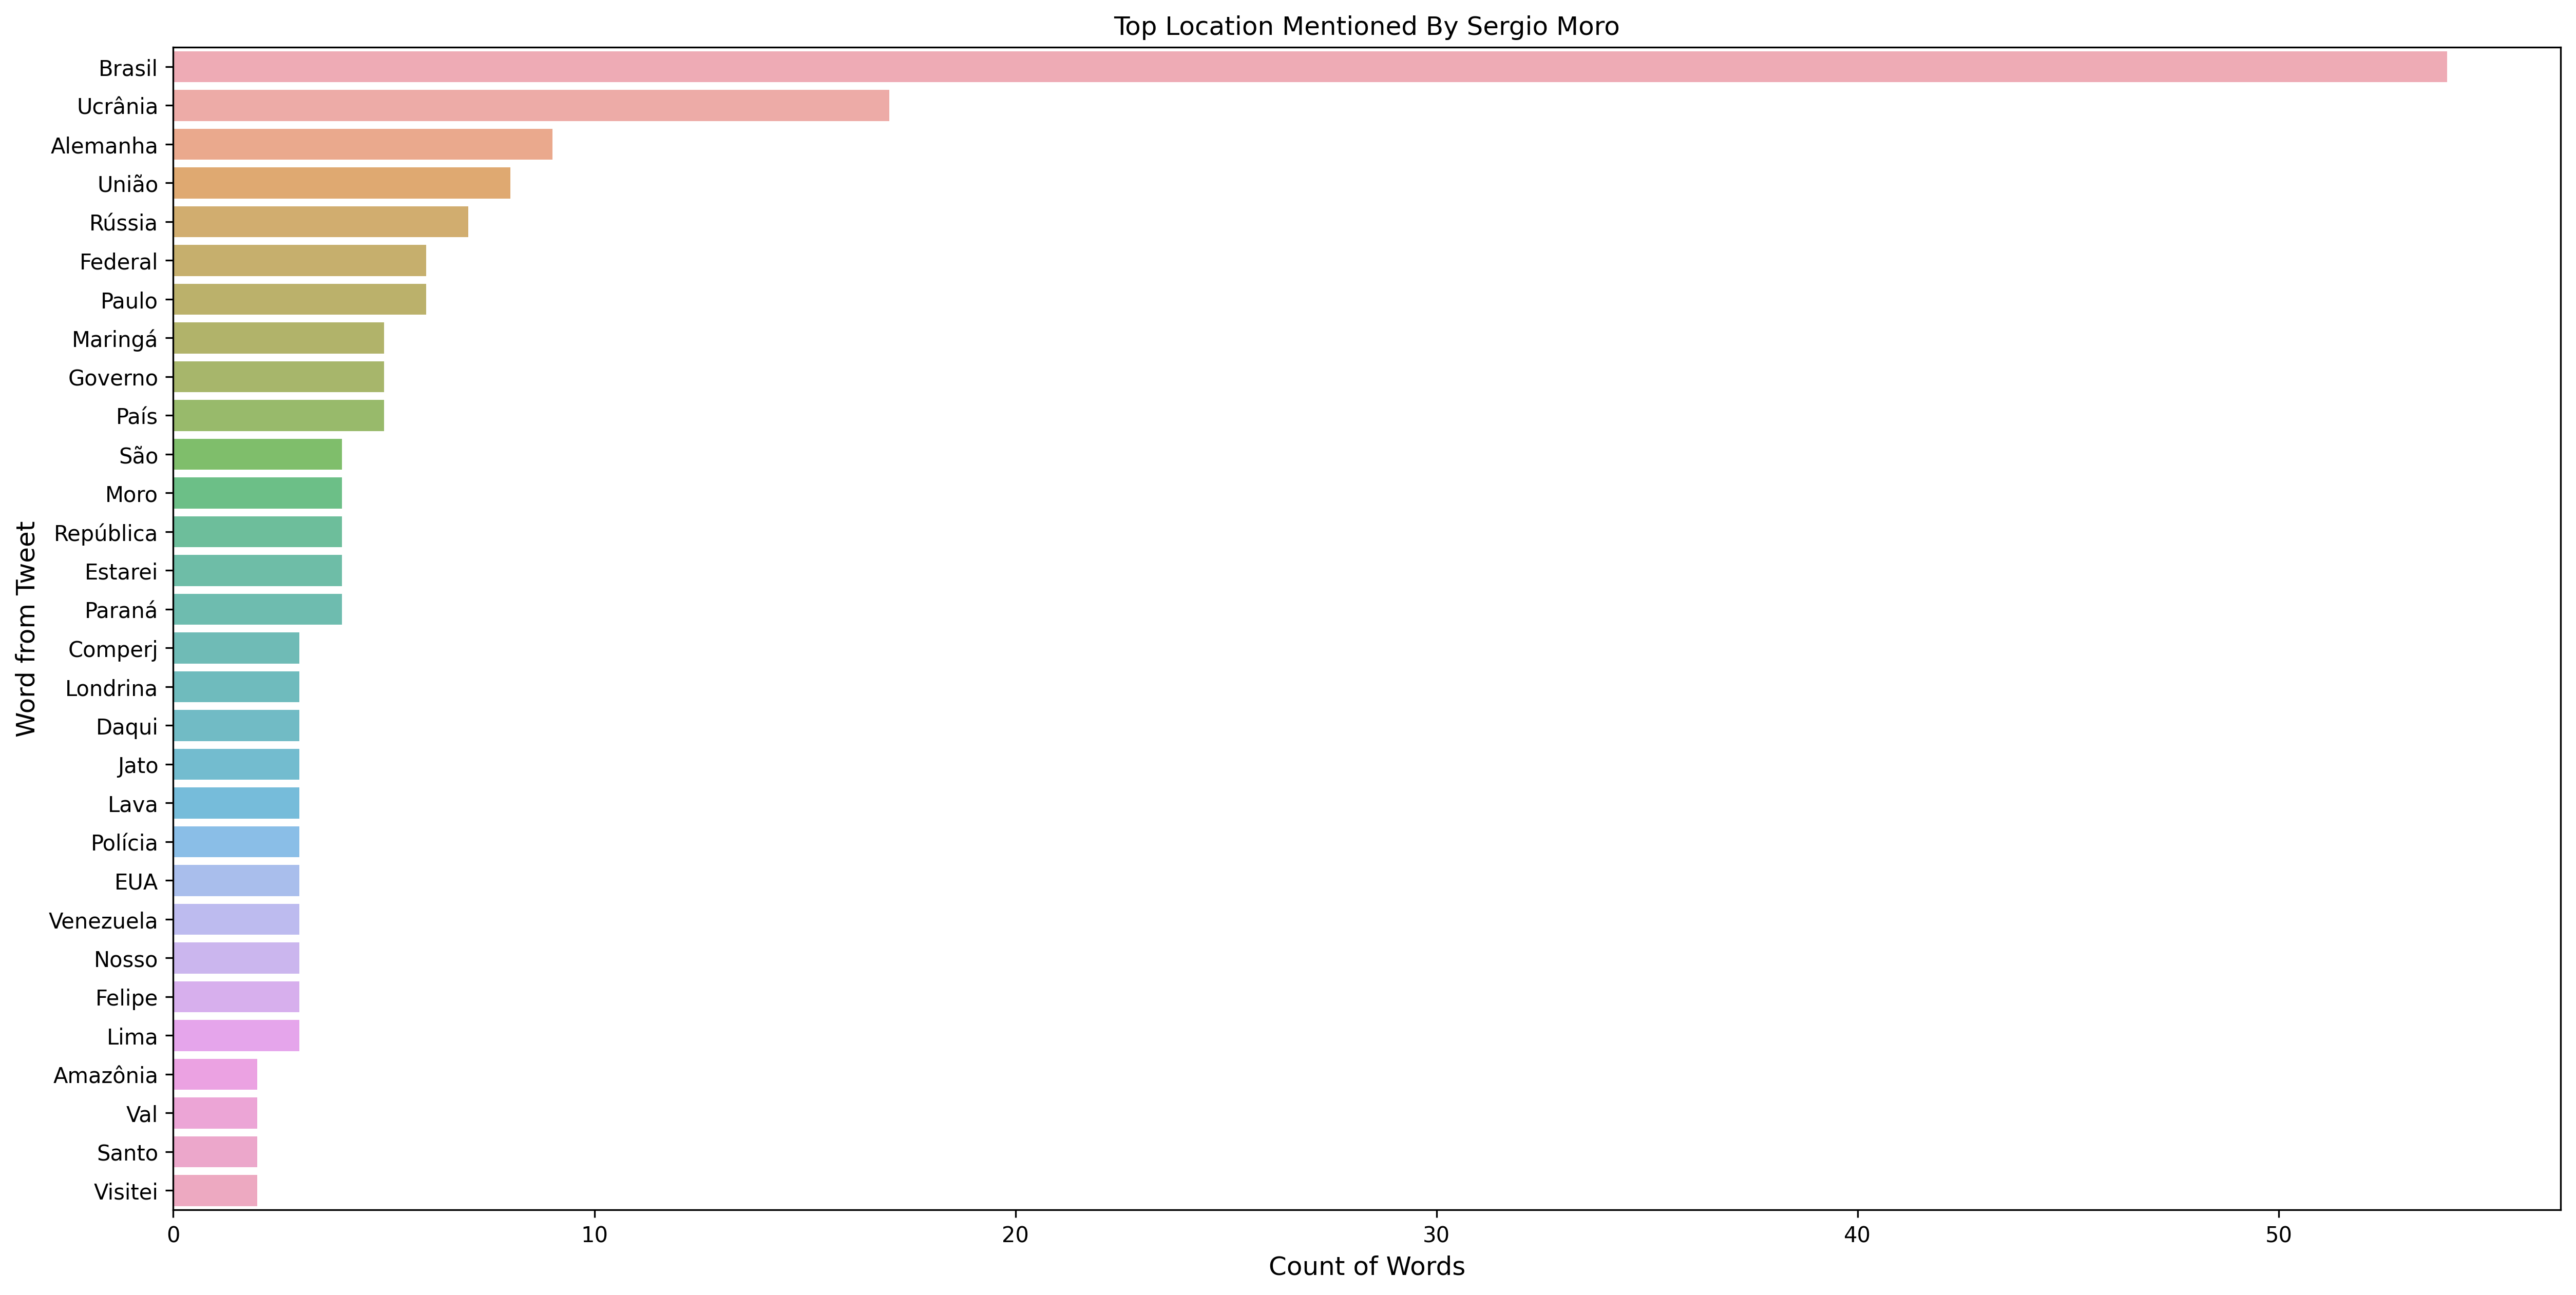 Top Location Mentioned By Sergio Moro
Word from Tweet
Brasil
Ucrânia
Alemanha
União
Rússia
Federal
Paulo
Maringá
Governo
País
São
Moro
República
Estarei
Paraná
Comperj
Londrina
Daqui
Jato
Lava
Polícia
EUA
Venezuela
Nosso
Felipe
Lima
Amazônia
Val
Santo
Visitei
0 10 20 30 40 50
Count of Words